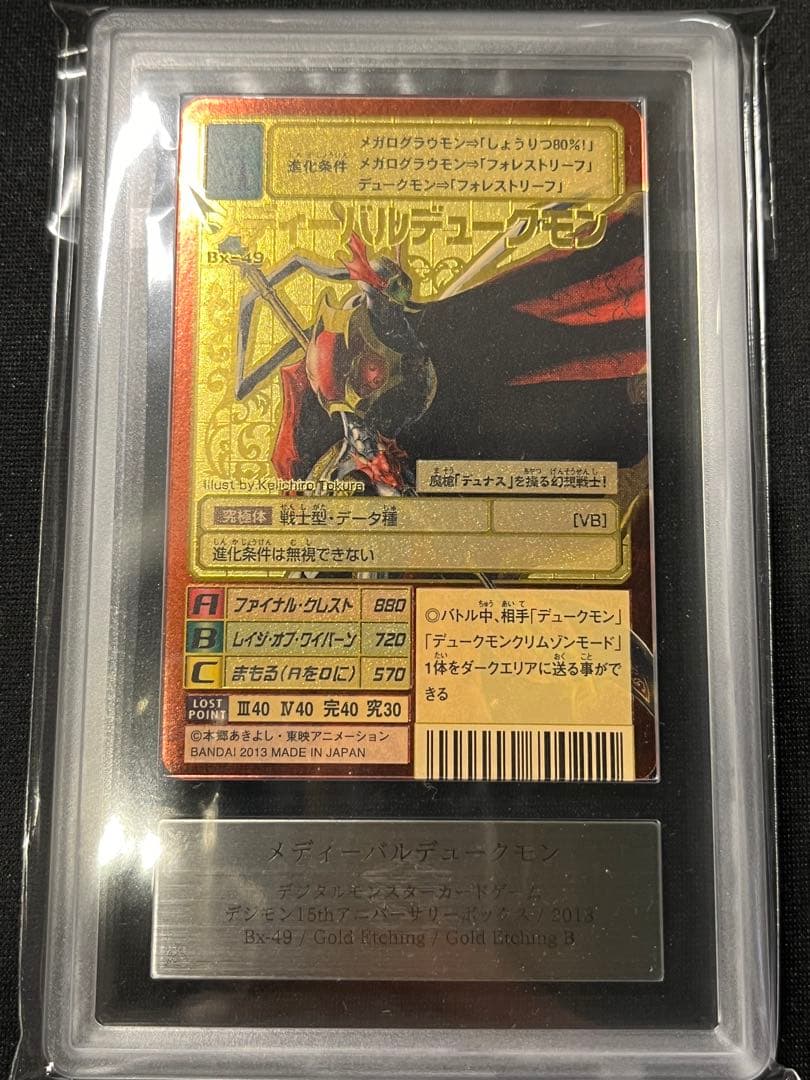 メガログラウモン⇒「しょうりつ80%!」
進化条件 メガログラウモン⇒「フォレストリーフ」
デュークモン⇒「フォレストリーフ」
メディーバルデュークモン
Bx-49
Illust by Keiichiro Tokura
魔槍「デュナス」を操る幻想戦士!
究極体 戦士型・データ種 [VB]
進化条件は無視できない
A ファイナル・クレスト 880
B レイジ・オブ・ワイバーン 720
C まもる(Aを0に) 570
LOST POINT Ⅲ40 Ⅳ40 完40 究30
◎バトル中、相手「デュークモン」
「デュークモンクリムゾンモード」
1体をダークエリアに送る事がで
きる
©本郷あきよし・東映アニメーション
BANDAI 2013 MADE IN JAPAN
メディーバルデュークモン
デジタルモンスターカードゲーム
デジモン15thアニバーサリーボックス / 2013
Bx-49 / Gold Etching / Gold Etching B